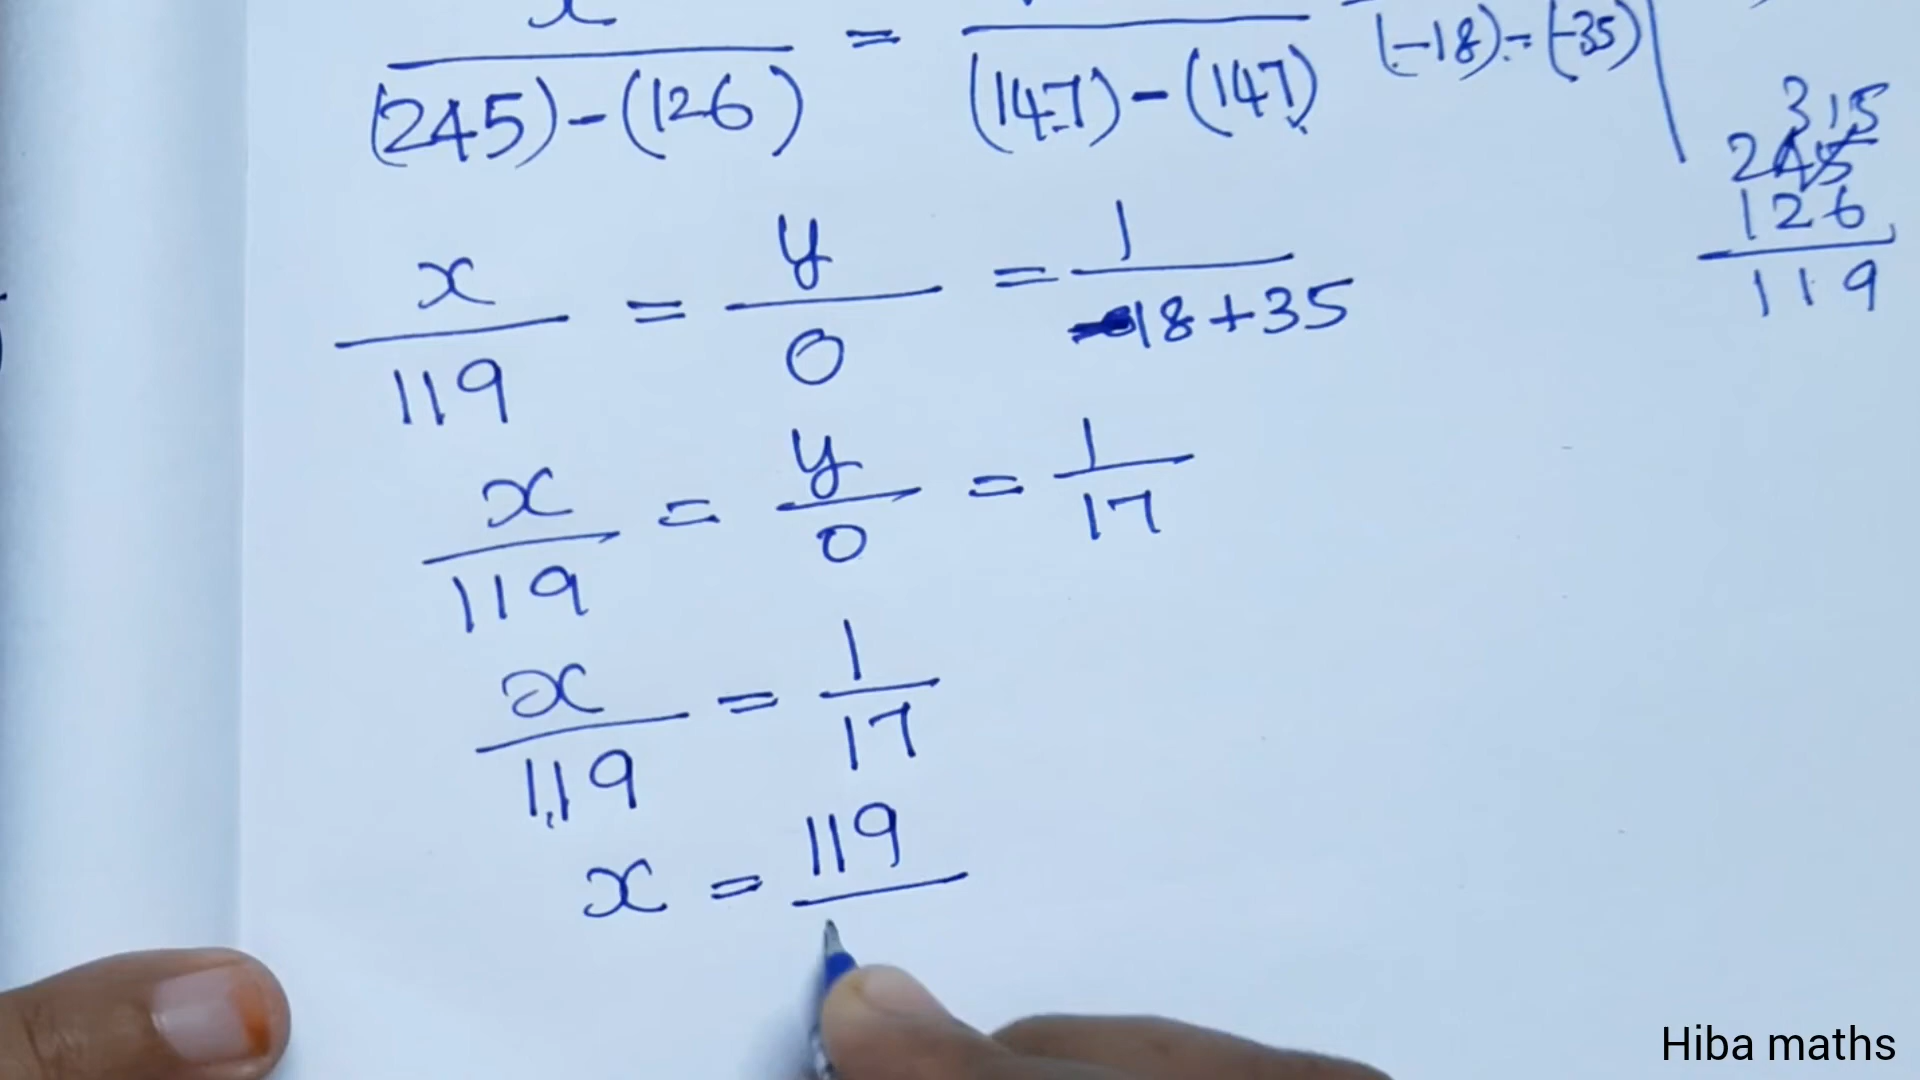 x/(245)-(126) = /(147)-(147) /(-18)-(-35)
x/119 = y/0 = 1/-18+35
x/119 = y/0 = 1/17
x/119 = 1/17
x = 119/
315
245
126
119
Hiba maths